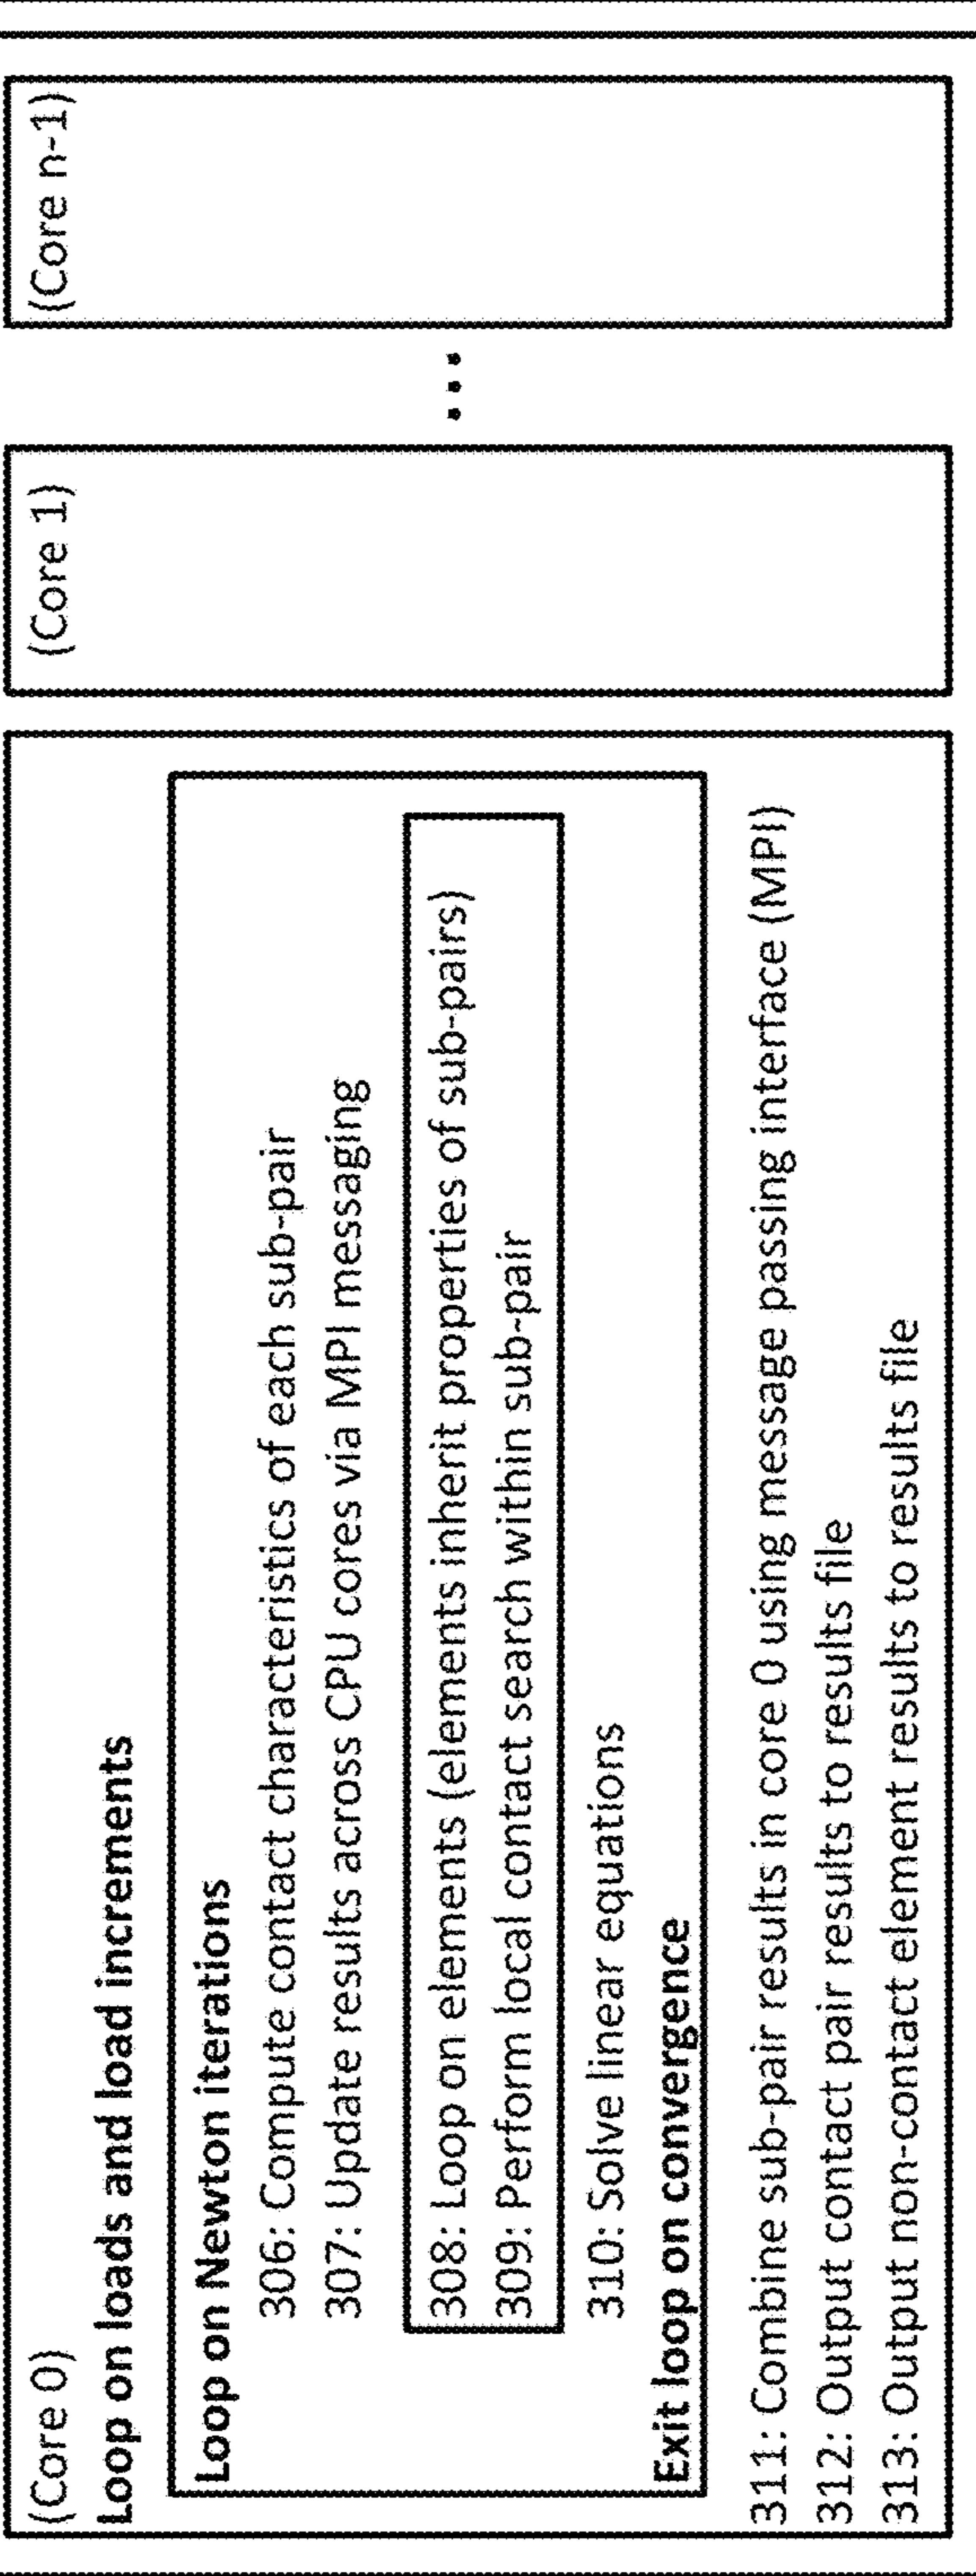 (Core 0)
Loop on loads and load increments
Loop on Newton iterations
306: Compute contact characteristics of each sub-pair
307: Update results across CPU cores via MPI messaging
308: Loop on elements (elements inherit properties of sub-pairs)
309: Perform local contact search within sub-pair
310: Solve linear equations
Exit loop on convergence
311: Combine sub-pair results in core 0 using message passing interface (MPI)
312: Output contact pair results to results file
313: Output non-contact element results to results file
(Core 1)
...
(Core n-1)